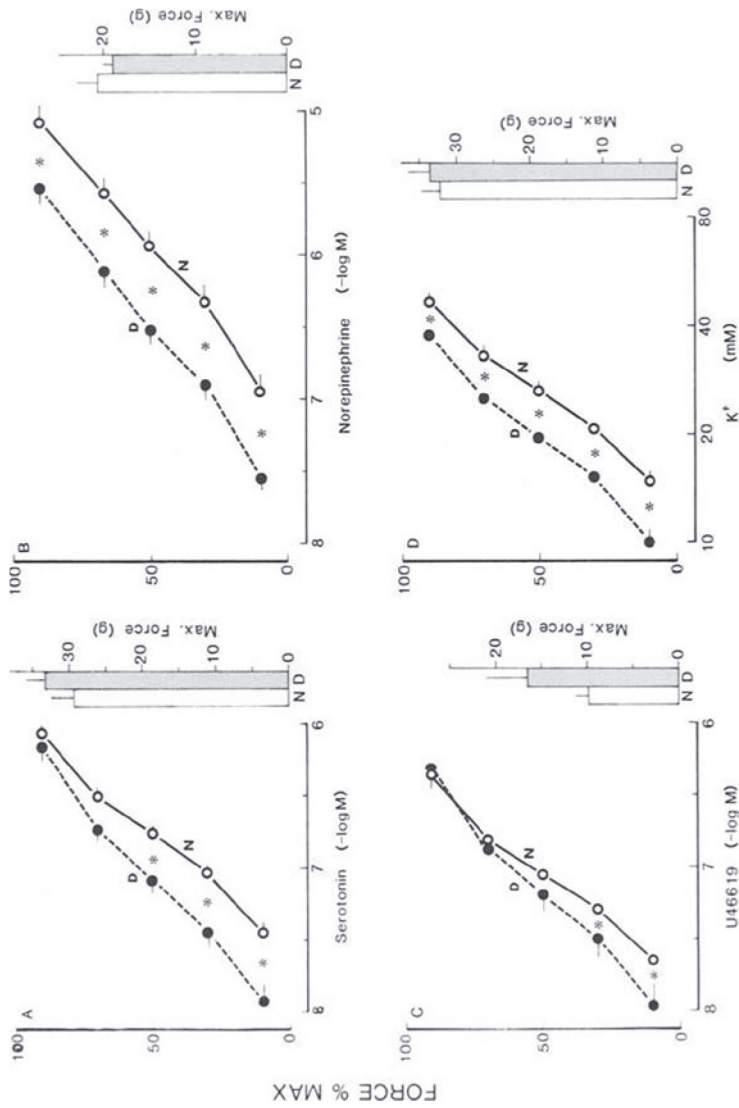 FORCE % MAX
A
100
50
0
D
N
*
*
*
8
7
6
Serotonin (-log M)
30
20
10
0
Max. Force (g)
N D
B
100
50
0
D
N
*
*
*
*
*
8
7
6
5
Norepinephrine (-log M)
20
10
0
Max. Force (g)
N D
C
100
50
0
D
N
*
*
8
7
6
U46619 (-log M)
20
10
0
Max. Force (g)
N D
D
100
50
0
D
N
*
*
*
*
*
10
20
40
80
K⁺ (mM)
30
20
10
0
Max. Force (g)
N D